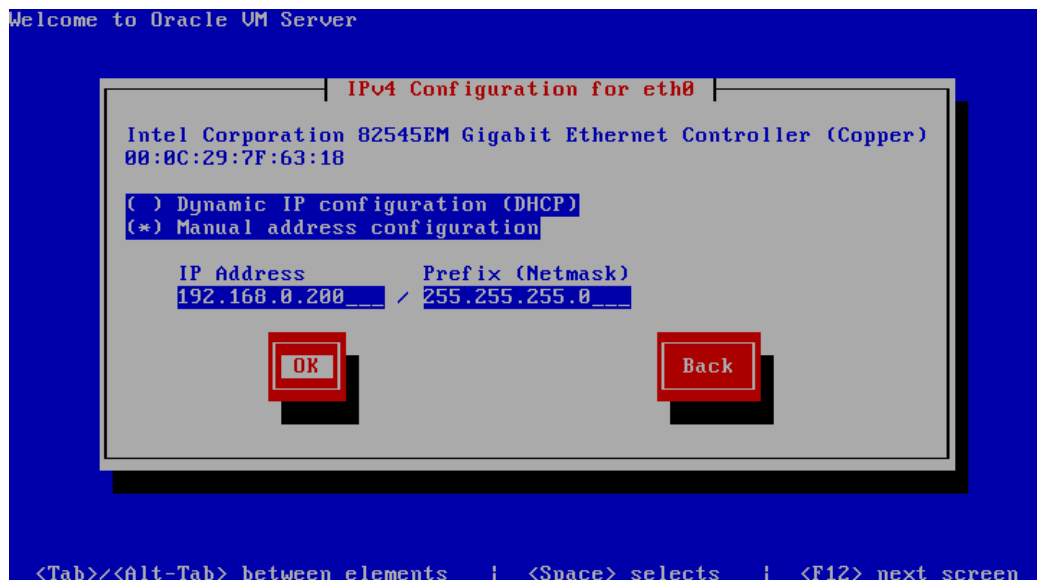 Welcome to Oracle VM Server
IPv4 Configuration for eth0
Intel Corporation 82545EM Gigabit Ethernet Controller (Copper)
00:0C:29:7F:63:18
( ) Dynamic IP configuration (DHCP)
(*) Manual address configuration
IP Address Prefix (Netmask)
192.168.0.200___ / 255.255.255.0___
OK Back
<Tab>/<Alt-Tab> between elements | <Space> selects | <F12> next screen